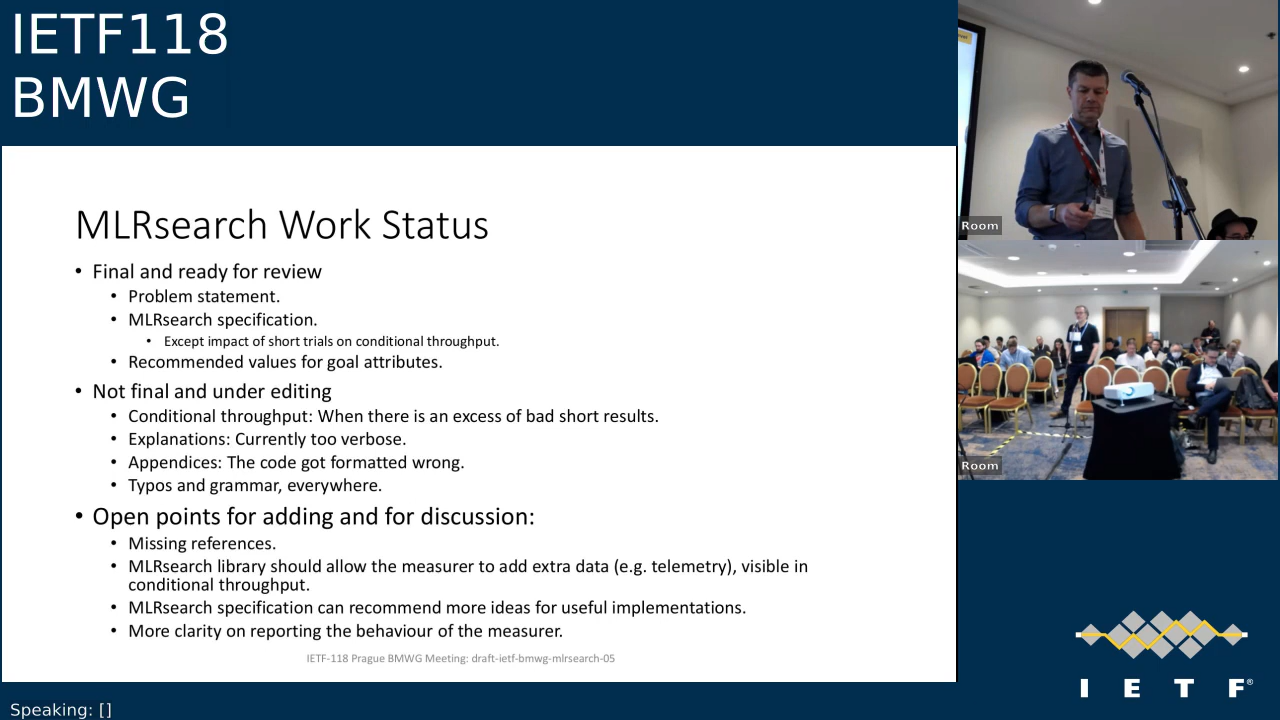 IETF118
BMWG
MLRsearch Work Status
• Final and ready for review
• Problem statement.
• MLRsearch specification.
• Except impact of short trials on conditional throughput.
• Recommended values for goal attributes.
• Not final and under editing
• Conditional throughput: When there is an excess of bad short results.
• Explanations: Currently too verbose.
• Appendices: The code got formatted wrong.
• Typos and grammar, everywhere.
• Open points for adding and for discussion:
• Missing references.
• MLRsearch library should allow the measurer to add extra data (e.g. telemetry), visible in
conditional throughput.
• MLRsearch specification can recommend more ideas for useful implementations.
• More clarity on reporting the behaviour of the measurer.
IETF-118 Prague BMWG Meeting: draft-ietf-bmwg-mlrsearch-05
Room
Room
I E T F®
Speaking: []